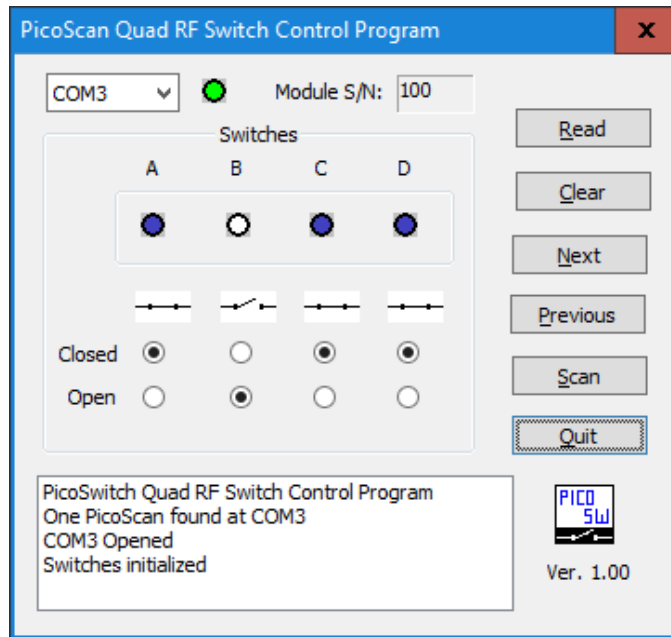 PicoScan Quad RF Switch Control Program
x
COM3
Module S/N: 100
Switches
A B C D
Closed
Open
Read
Clear
Next
Previous
Scan
Quit
PicoSwitch Quad RF Switch Control Program
One PicoScan found at COM3
COM3 Opened
Switches initialized
PICO
SW
Ver. 1.00